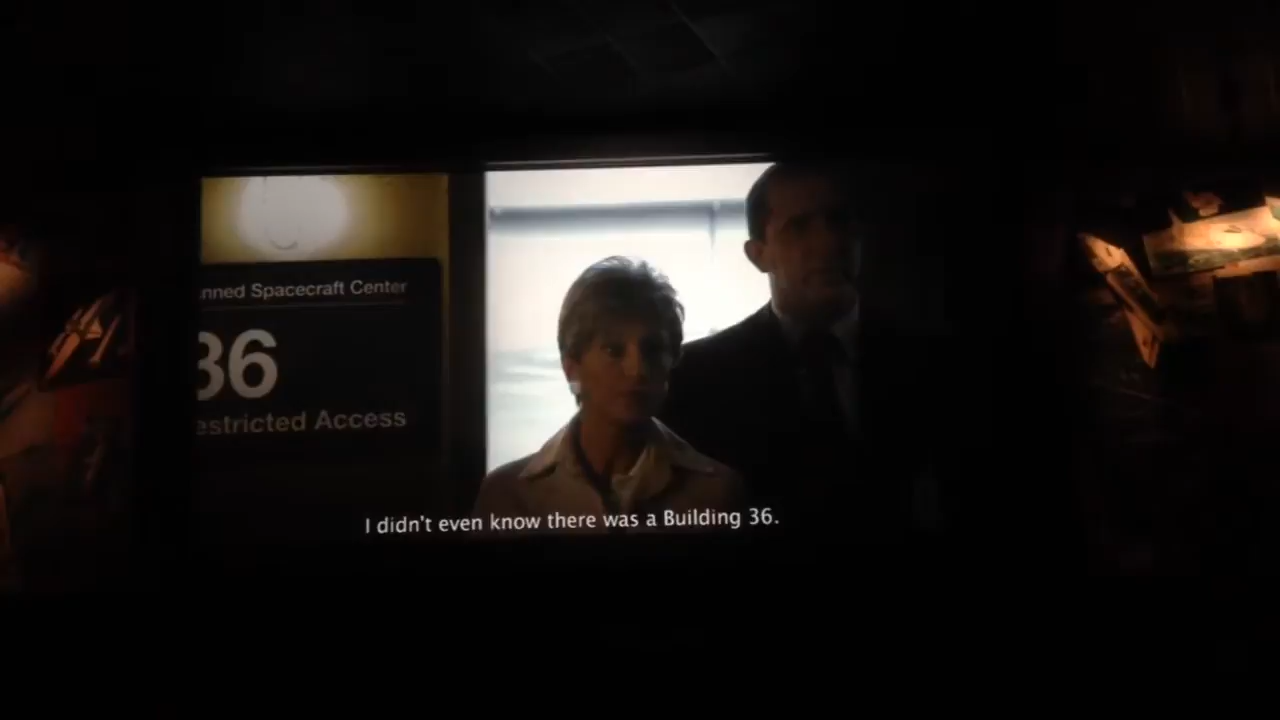 nned Spacecraft Center
36
estricted Access
I didn't even know there was a Building 36.